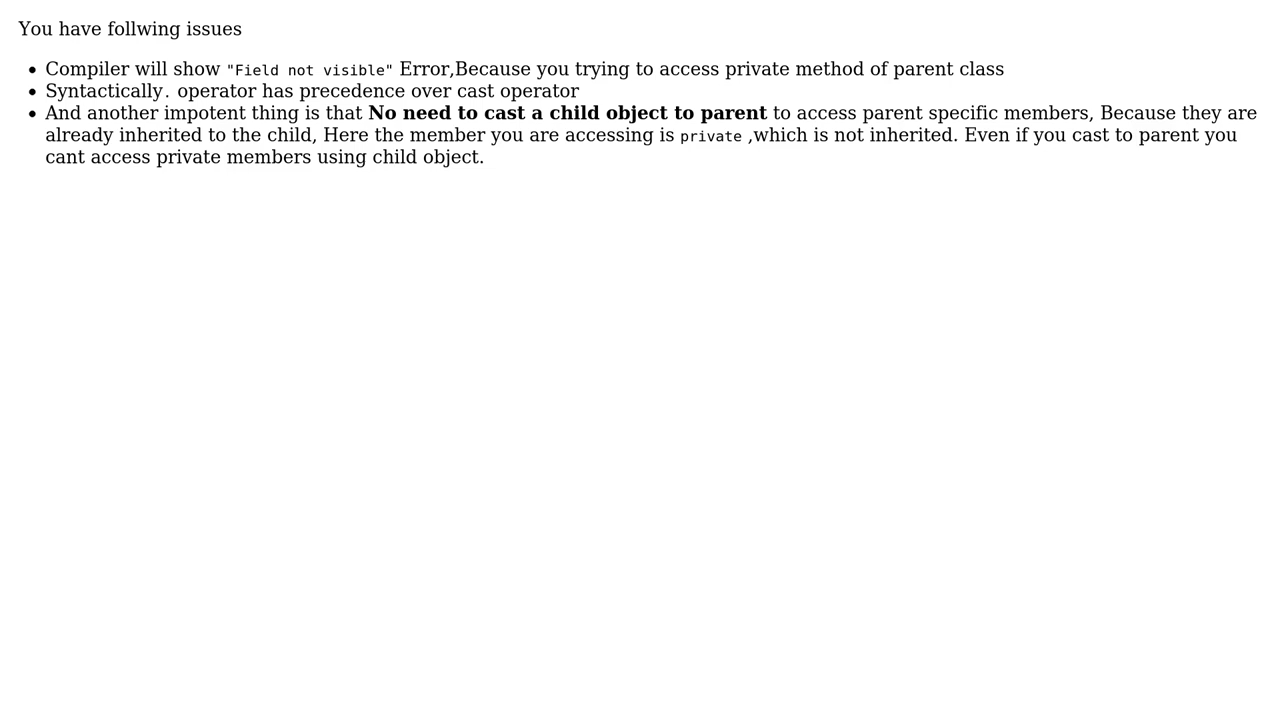 You have follwing issues
Compiler will show "Field not visible" Error,Because you trying to access private method of parent class
Syntactically . operator has precedence over cast operator
And another impotent thing is that No need to cast a child object to parent to access parent specific members, Because they are
already inherited to the child, Here the member you are accessing is private ,which is not inherited. Even if you cast to parent you
cant access private members using child object.